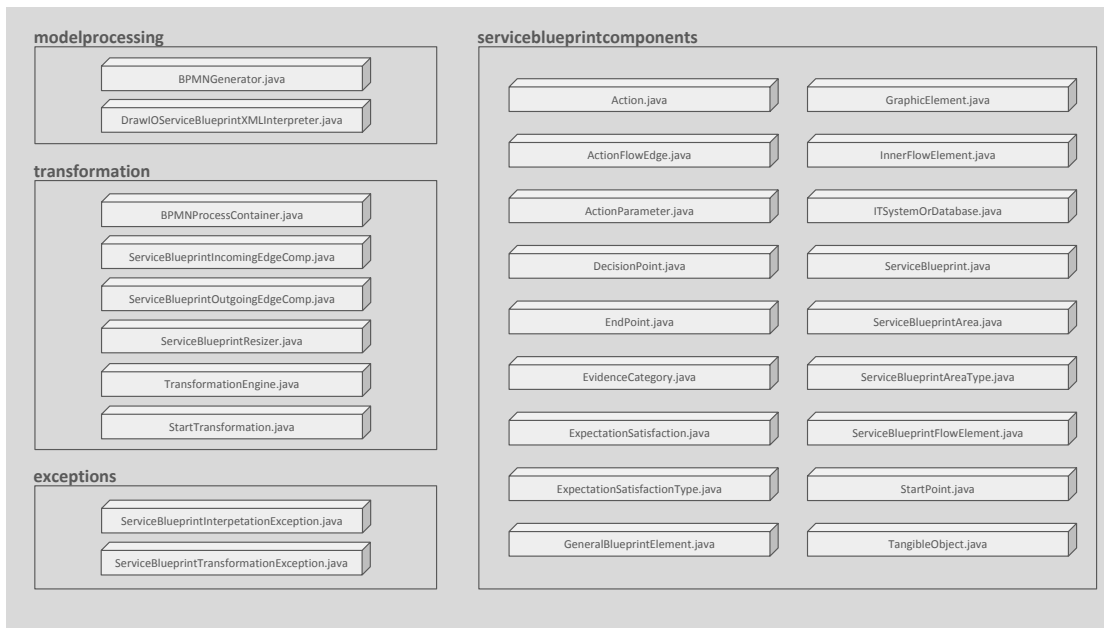 modelprocessing
BPMNGenerator.java
DrawIOServiceBlueprintXMLInterpreter.java
transformation
BPMNProcessContainer.java
ServiceBlueprintIncomingEdgeComp.java
ServiceBlueprintOutgoingEdgeComp.java
ServiceBlueprintResizer.java
TransformationEngine.java
StartTransformation.java
exceptions
ServiceBlueprintInterpetationException.java
ServiceBlueprintTransformationException.java
serviceblueprintcomponents
Action.java
ActionFlowEdge.java
ActionParameter.java
DecisionPoint.java
EndPoint.java
EvidenceCategory.java
ExpectationSatisfaction.java
ExpectationSatisfactionType.java
GeneralBlueprintElement.java
GraphicElement.java
InnerFlowElement.java
ITSystemOrDatabase.java
ServiceBlueprint.java
ServiceBlueprintArea.java
ServiceBlueprintAreaType.java
ServiceBlueprintFlowElement.java
StartPoint.java
TangibleObject.java